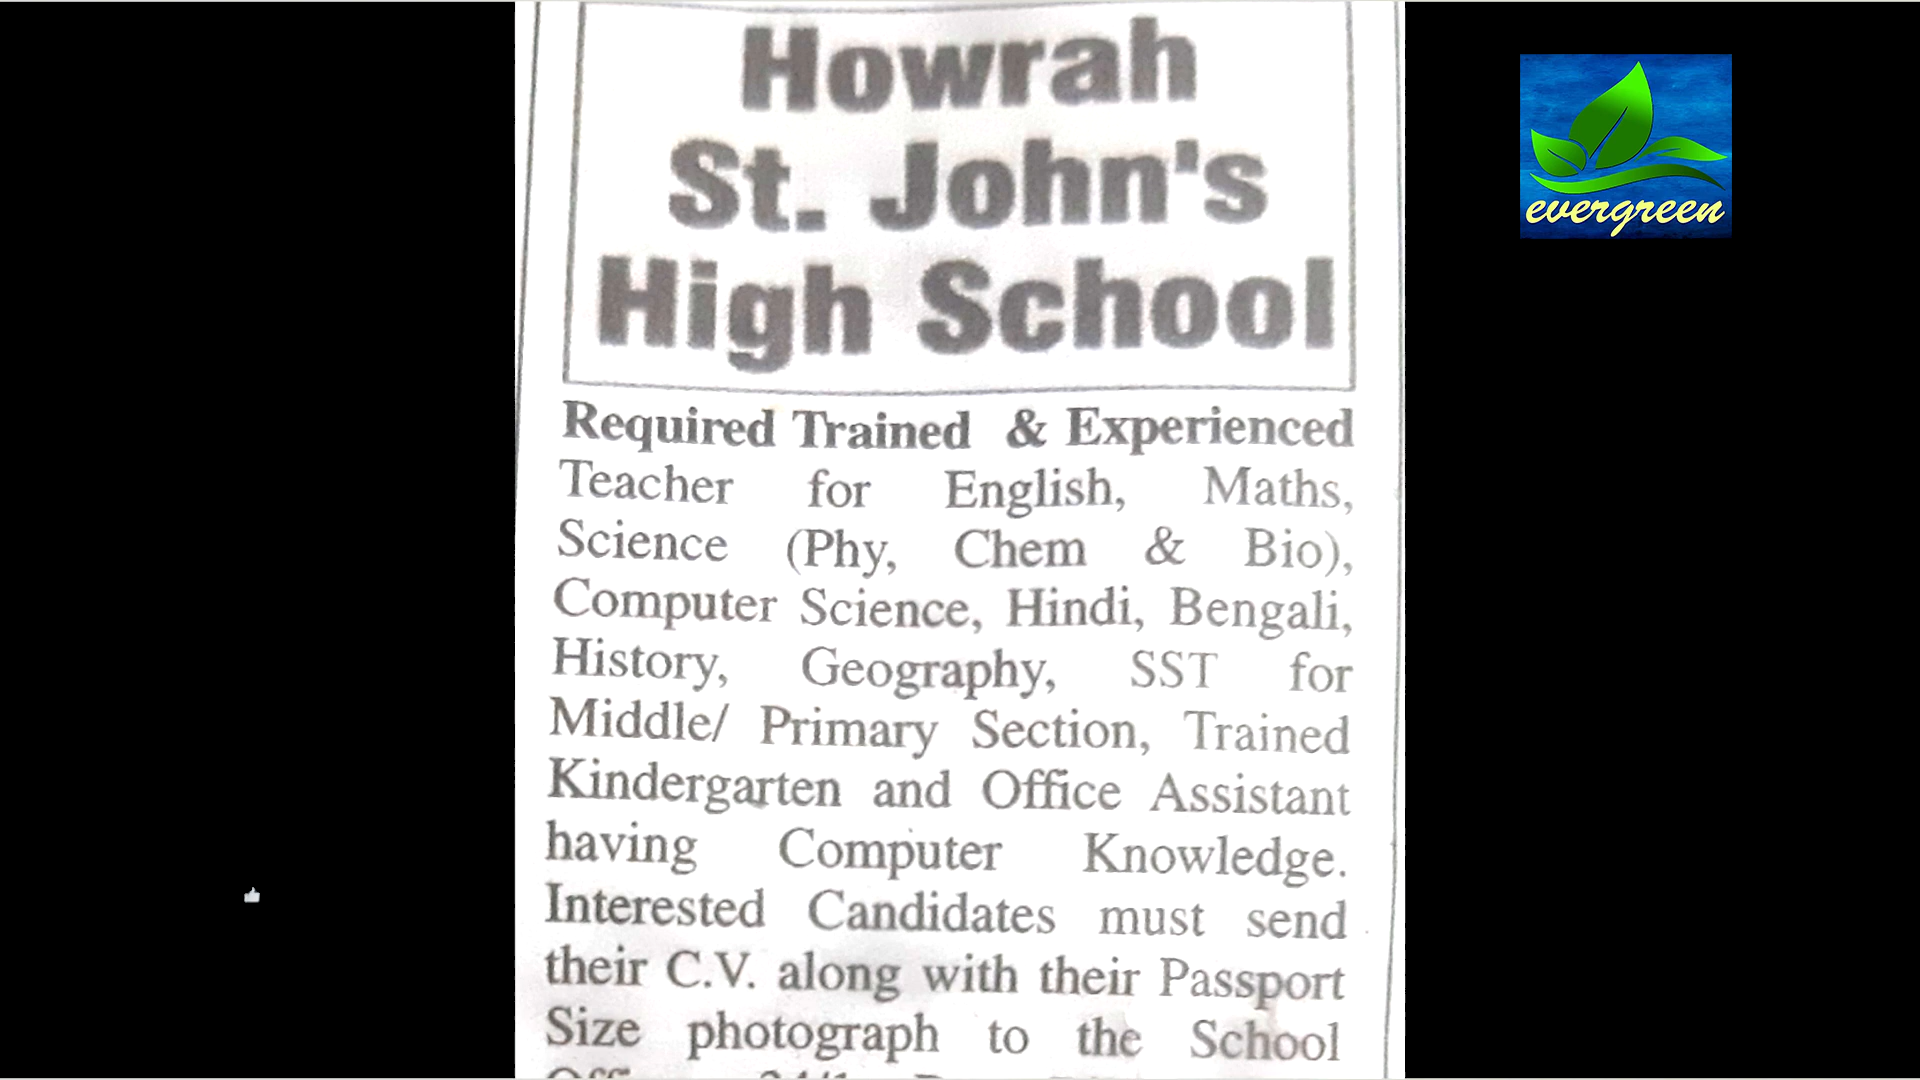 Howrah
St. John's
High School
Required Trained & Experienced
Teacher for English, Maths,
Science (Phy, Chem & Bio),
Computer Science, Hindi, Bengali,
History, Geography, SST for
Middle/ Primary Section, Trained
Kindergarten and Office Assistant
having Computer Knowledge.
Interested Candidates must send
their C.V. along with their Passport
Size photograph to the School
evergreen